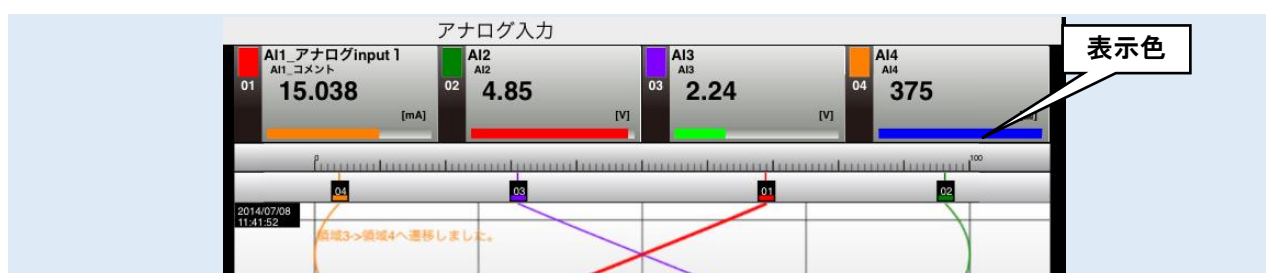 アナログ入力
AI1_アナログinput 1
AI1_コメント
01
15.038
[mA]
AI2
AI2
02
4.85
[V]
AI3
AI3
03
2.24
[V]
AI4
AI4
04
375
表示色
0
100
04
03
01
02
2014/07/08
11:41:52
領域3->領域4へ遷移しました。